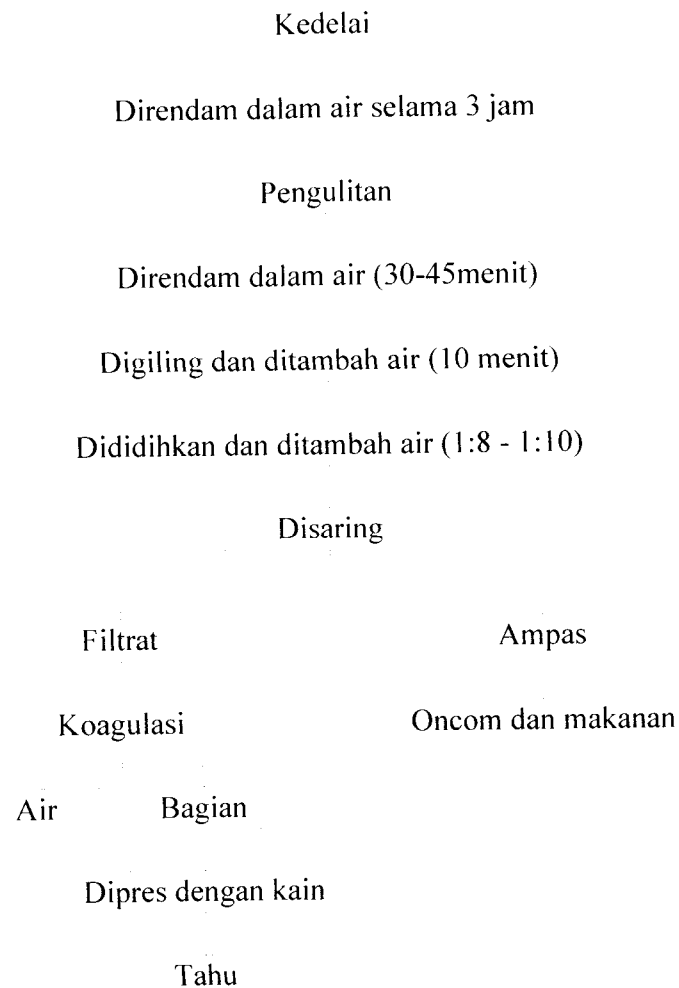 Kedelai
Direndam dalam air selama 3 jam
Pengulitan
Direndam dalam air (30-45menit)
Digiling dan ditambah air (10 menit)
Dididihkan dan ditambah air (1:8 - 1:10)
Disaring
Filtrat Ampas
Koagulasi Oncom dan makanan
Air Bagian
Dipres dengan kain
Tahu